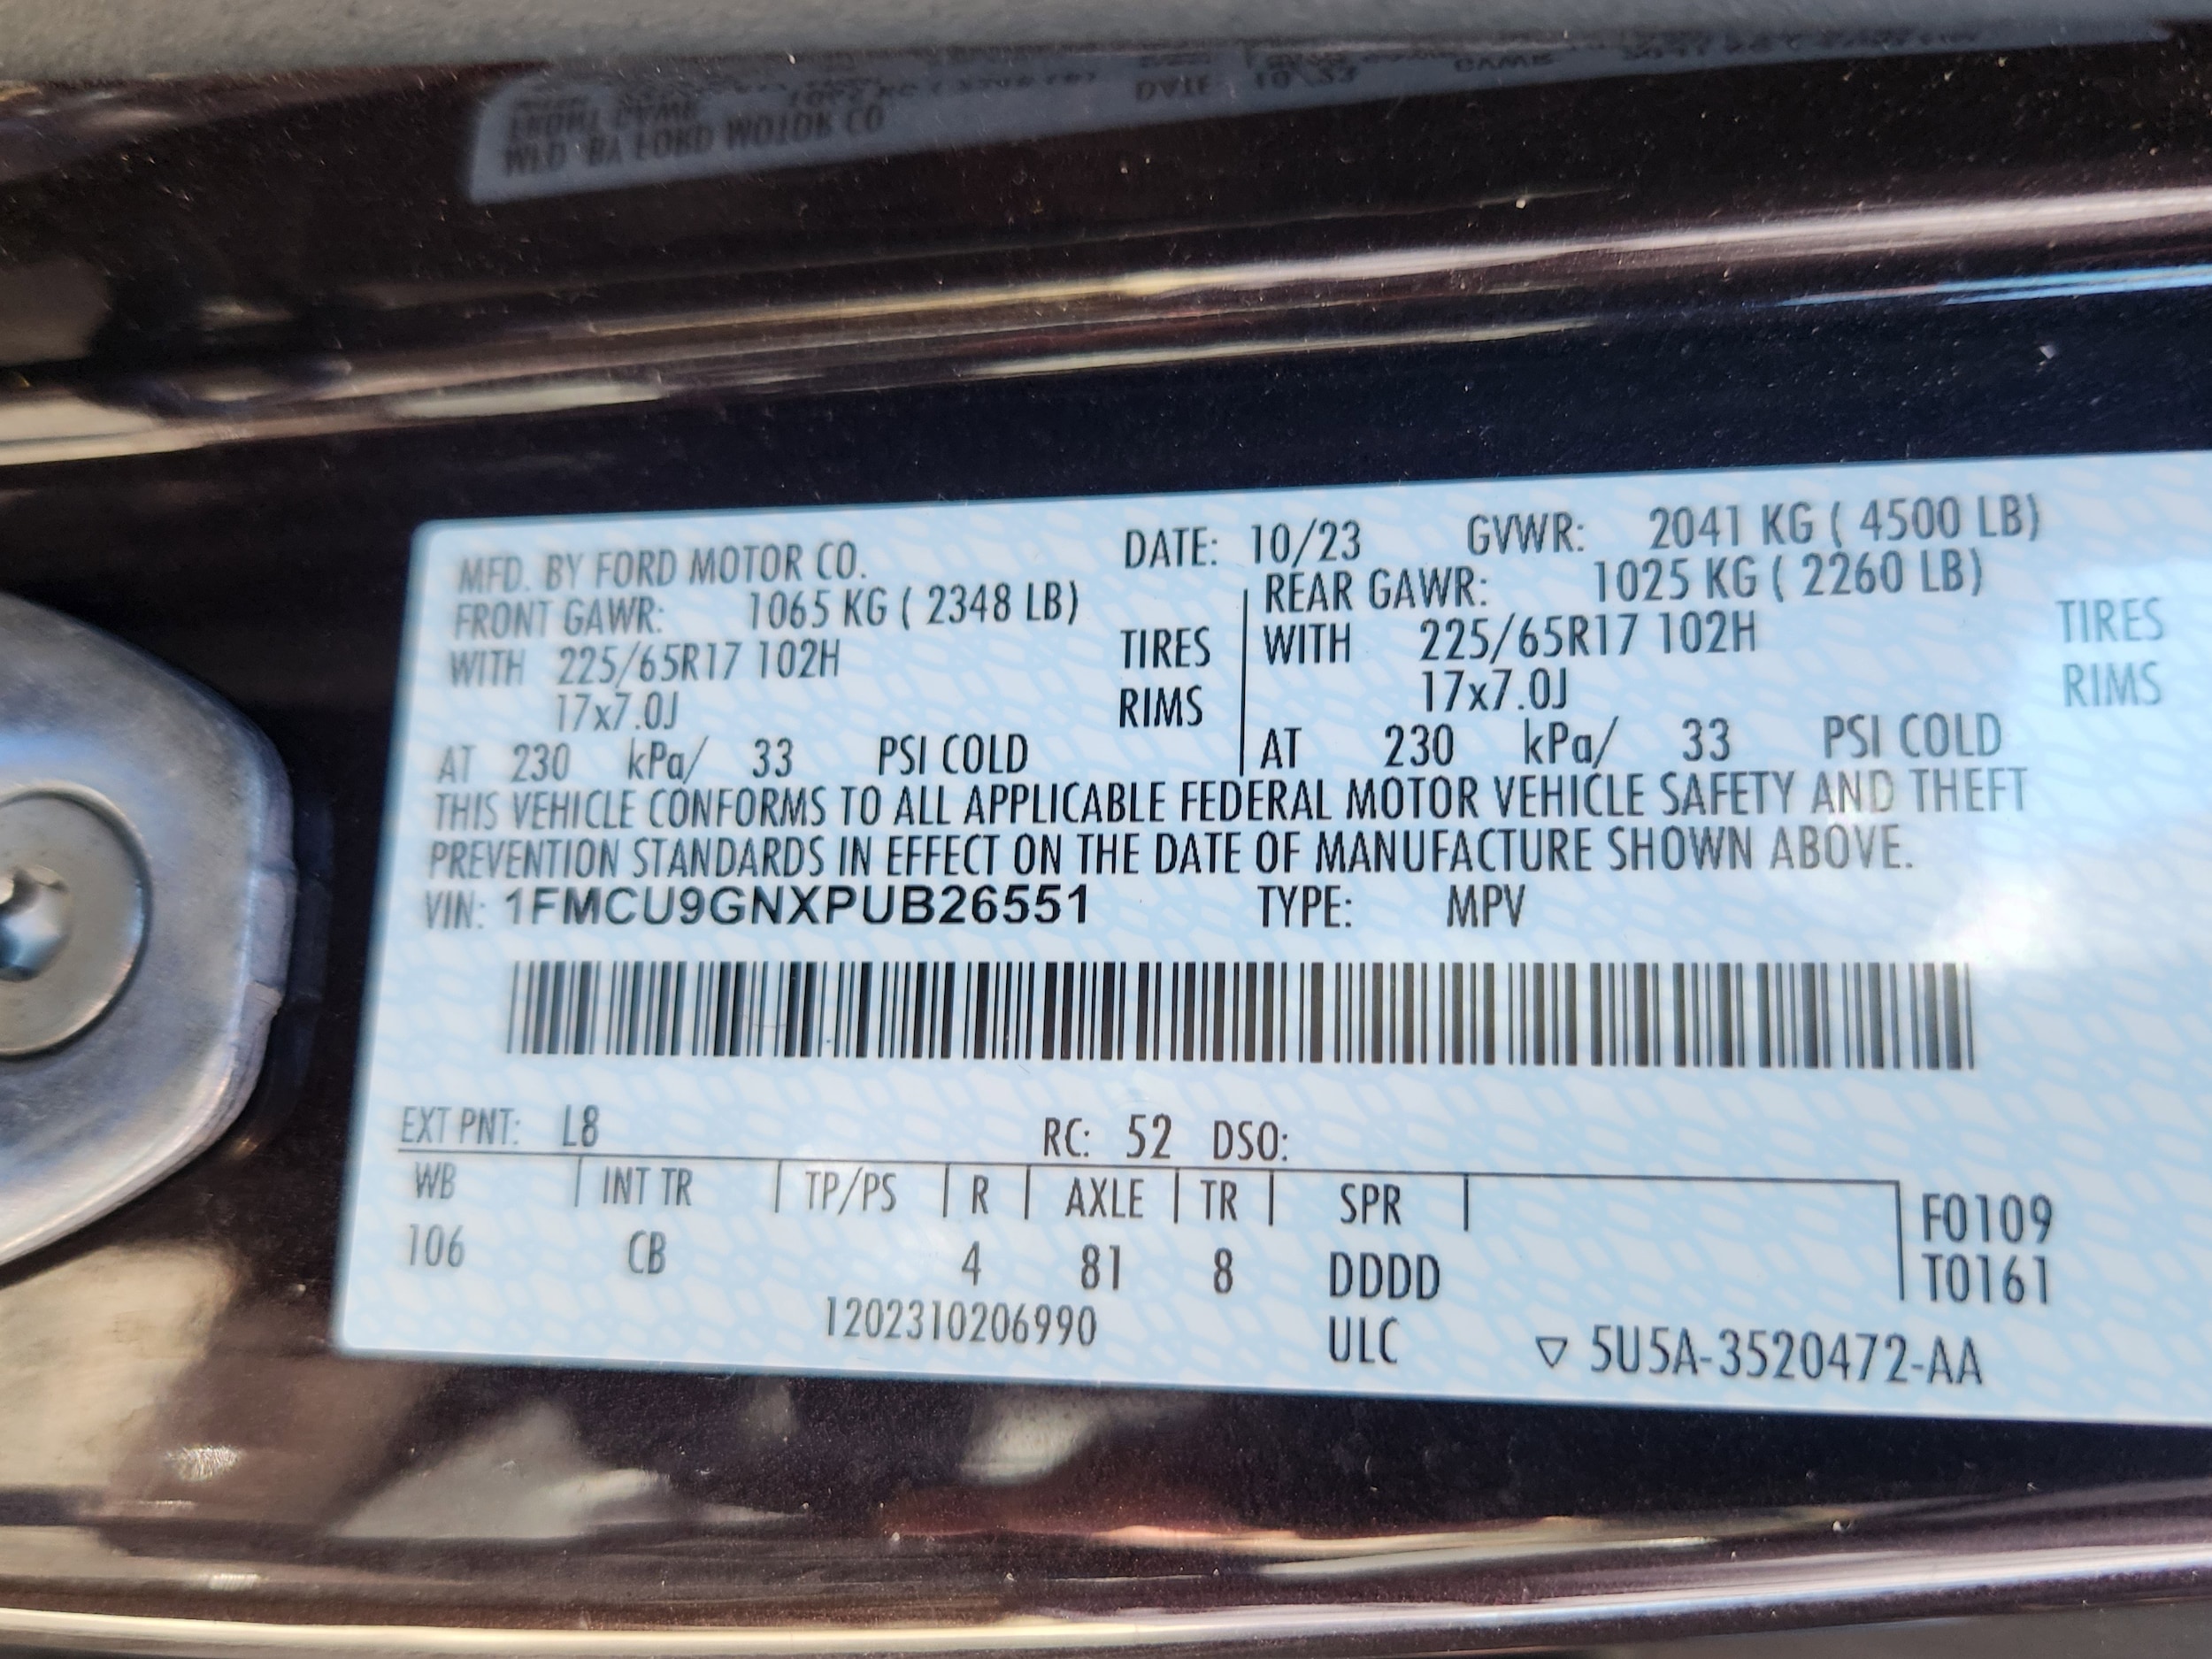 MFD. BY FORD MOTOR CO. DATE: 10/23 GVWR: 2041 KG ( 4500 LB)
FRONT GAWR: 1065 KG ( 2348 LB) REAR GAWR: 1025 KG ( 2260 LB)
WITH 225/65R17 102H TIRES WITH 225/65R17 102H TIRES
17x7.0J RIMS 17x7.0J RIMS
AT 230 kPa/ 33 PSI COLD AT 230 kPa/ 33 PSI COLD
THIS VEHICLE CONFORMS TO ALL APPLICABLE FEDERAL MOTOR VEHICLE SAFETY AND THEFT
PREVENTION STANDARDS IN EFFECT ON THE DATE OF MANUFACTURE SHOWN ABOVE.
VIN: 1FMCU9GNXPUB26551 TYPE: MPV
EXT PNT: L8 RC: 52 DSO:
WB INT TR TP/PS R AXLE TR SPR F0109
106 CB 4 81 8 DDDD T0161
1202310206990 ULC ▽ 5U5A-3520472-AA